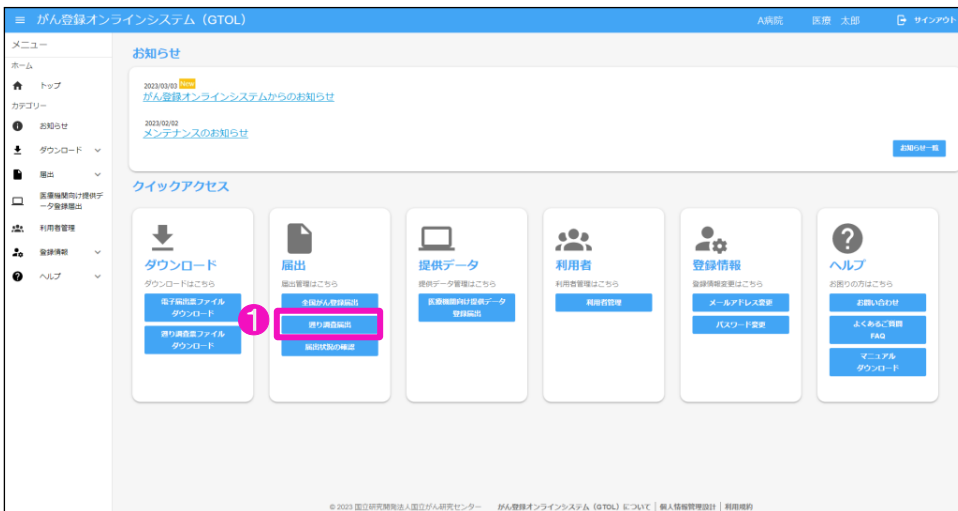 がん登録オンラインシステム（GTOL）
A病院
医療 太郎
サインアウト
メニュー
ホーム
トップ
カテゴリー
お知らせ
ダウンロード
届出
医療機関向け提供デ
ータ登録届出
利用者管理
登録情報
ヘルプ
お知らせ
2023/03/03 New
がん登録オンラインシステムからのお知らせ
2023/02/02
メンテナンスのお知らせ
お知らせ一覧
クイックアクセス
ダウンロード
ダウンロードはこちら
電子届出票ファイル
ダウンロード
遡り調査票ファイル
ダウンロード
届出
届出管理はこちら
全国がん登録届出
1
遡り調査届出
届出状況の確認
提供データ
提供データ管理はこちら
医療機関向け提供データ
登録届出
利用者
利用者管理はこちら
利用者管理
登録情報
登録情報変更はこちら
メールアドレス変更
パスワード変更
ヘルプ
お困りの方はこちら
お問い合わせ
よくあるご質問
FAQ
マニュアル
ダウンロード
© 2023 国立研究開発法人国立がん研究センター がん登録オンラインシステム（GTOL）について | 個人情報管理設計 | 利用規約